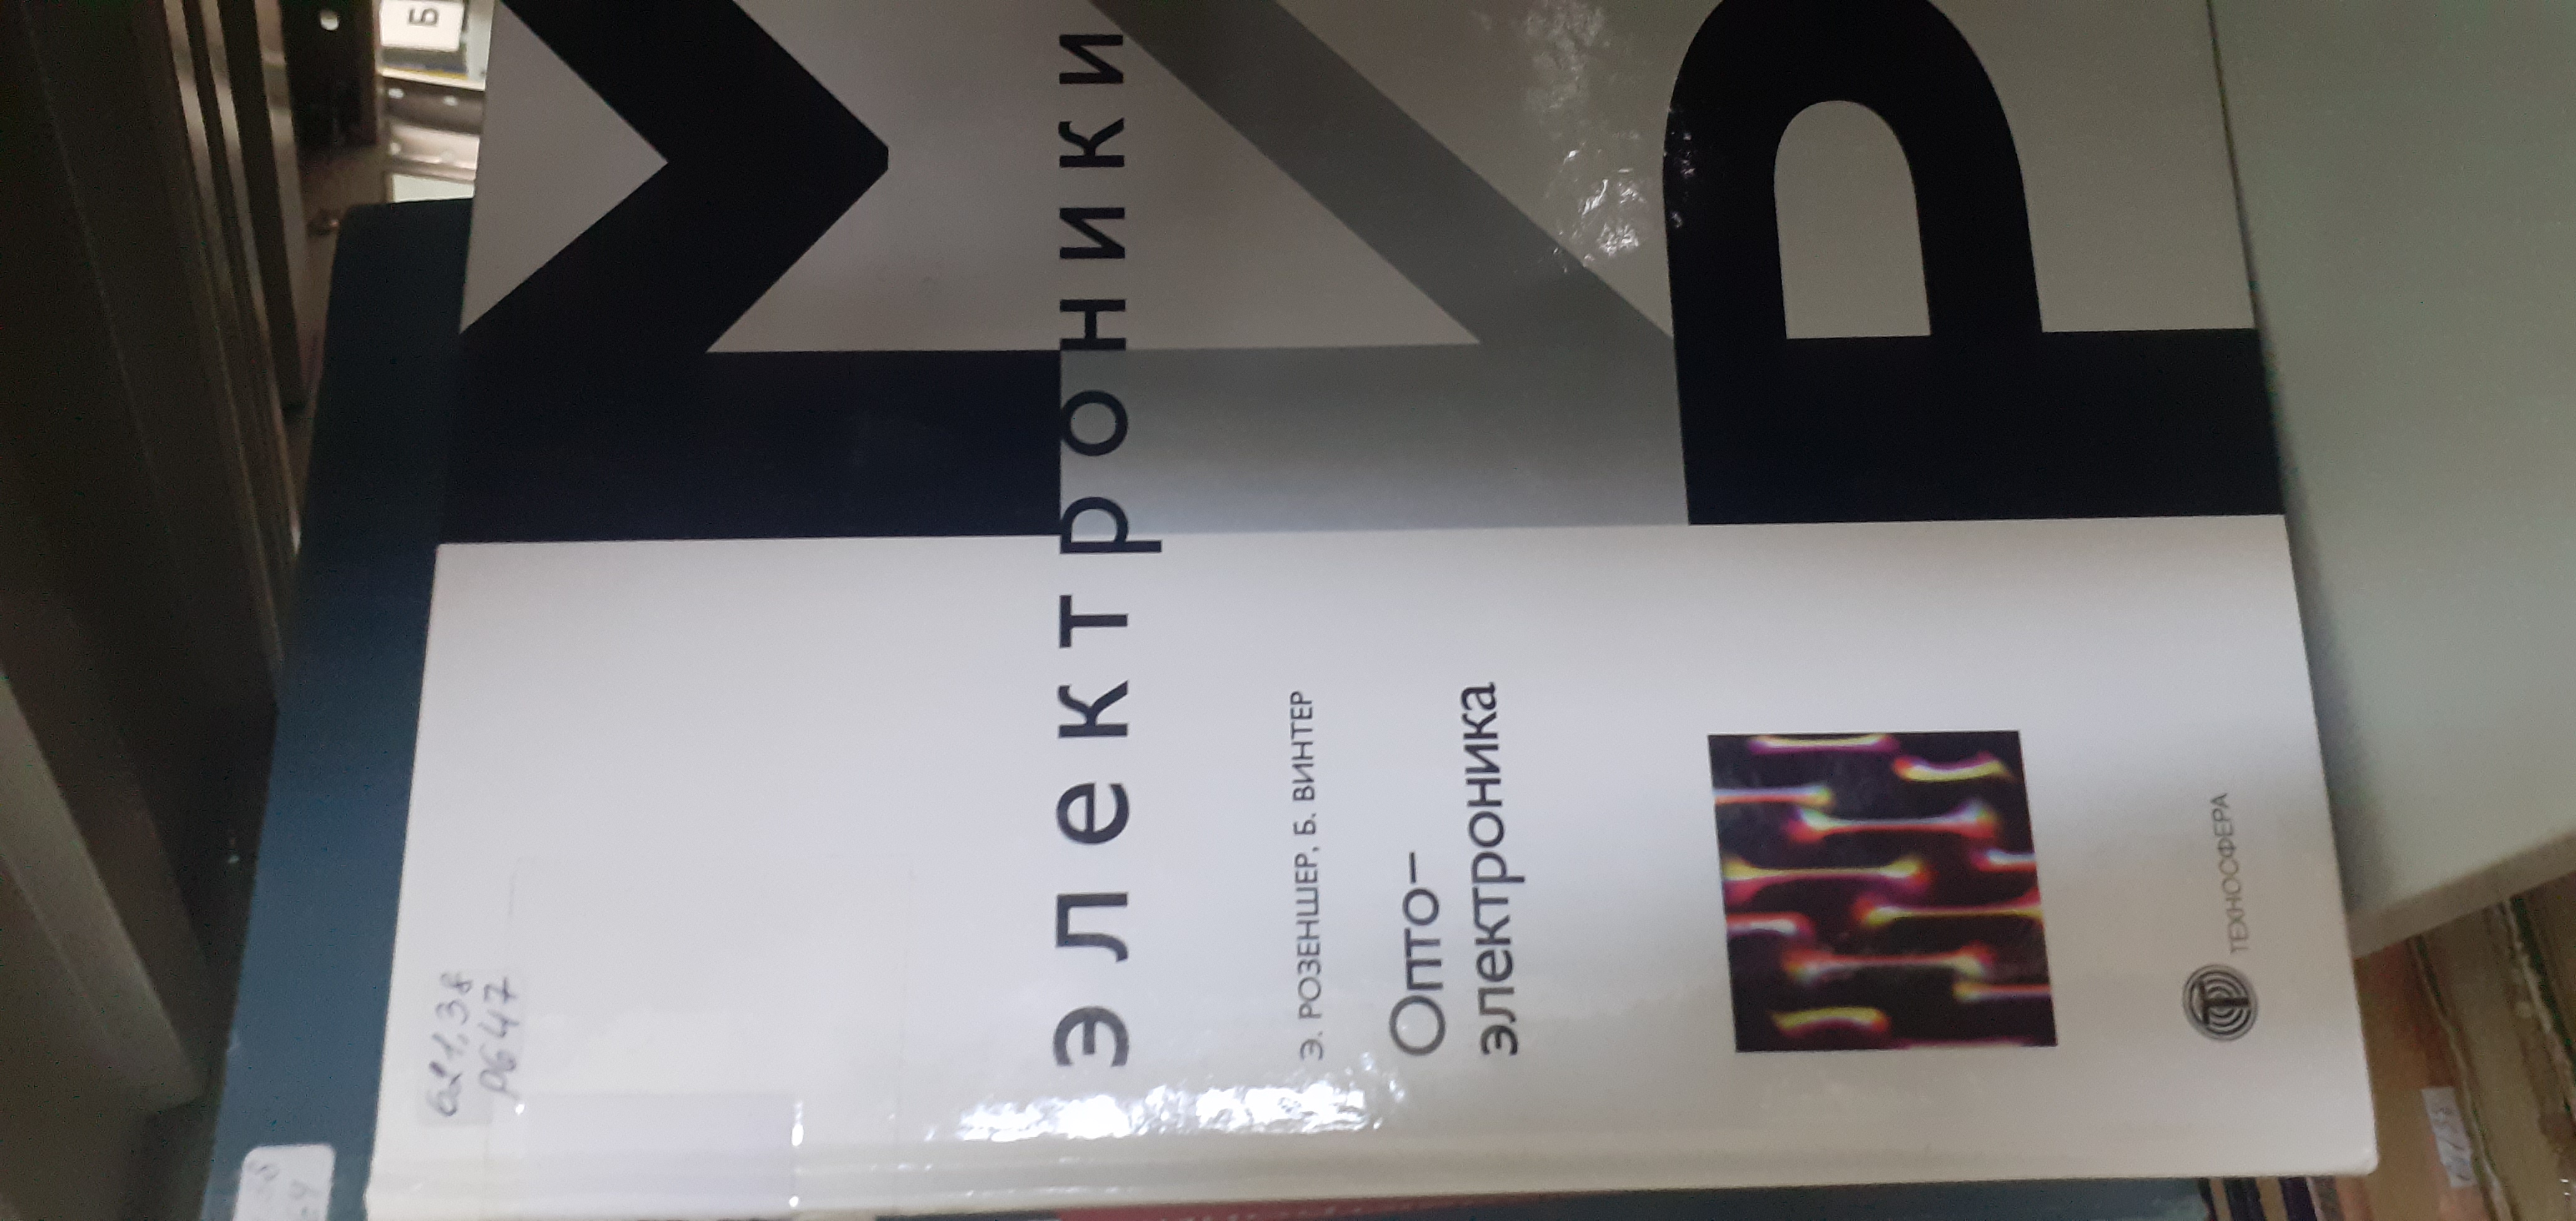 621,38
Р647
М
И
Р
электроники
Э. РОЗЕНШЕР, Б. ВИНТЕР
Опто-
электроника
ТЕХНОСФЕРА
Б